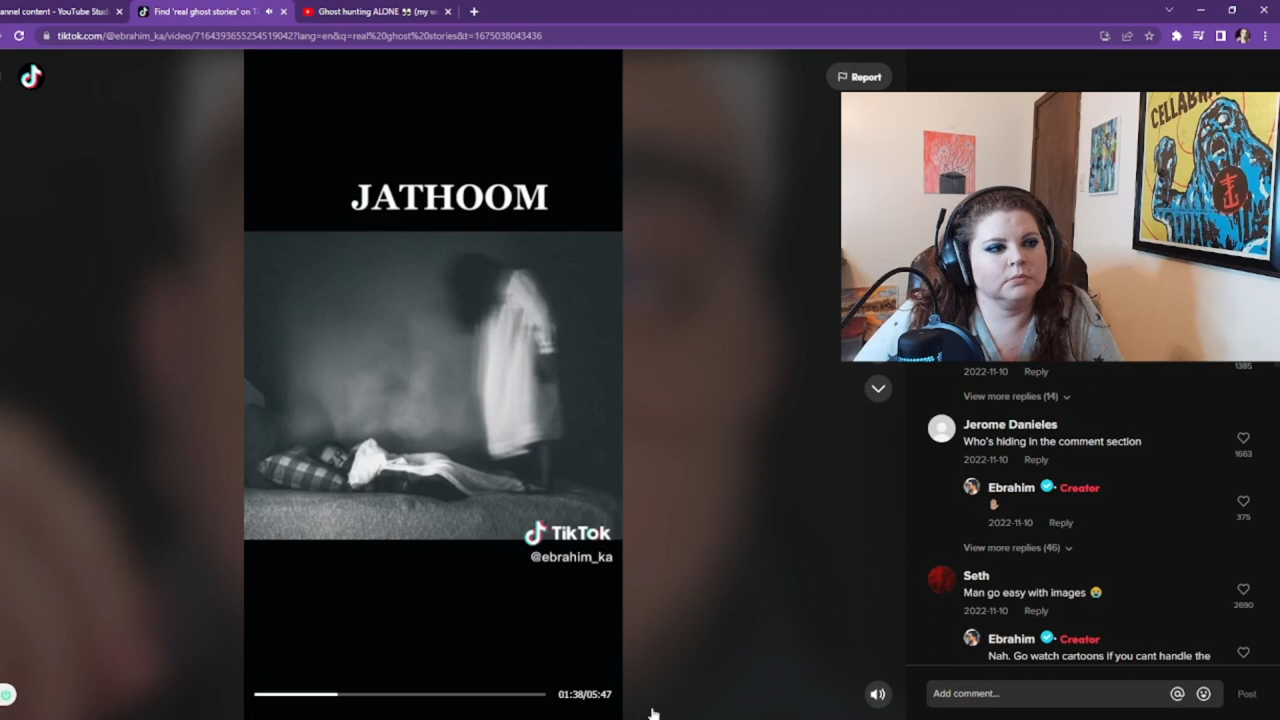 annel content - YouTube Stud
Find 'real ghost stories' on T
Ghost hunting ALONE 👀 (my w
tiktok.com/@ebrahim_ka/video/7164393655254519042?lang=en&q=real%20ghost%20stories&t=1675038043436
Report
JATHOOM
TikTok
@ebrahim_ka
01:38/05:47
CELLABRA
1385
2022-11-10 Reply
View more replies (14)
Jerome Danieles
Who's hiding in the comment section
1663
2022-11-10 Reply
Ebrahim · Creator
✋🏽
375
2022-11-10 Reply
View more replies (46)
Seth
Man go easy with images 😭
2690
2022-11-10 Reply
Ebrahim · Creator
Nah. Go watch cartoons if you cant handle the
Add comment...
Post